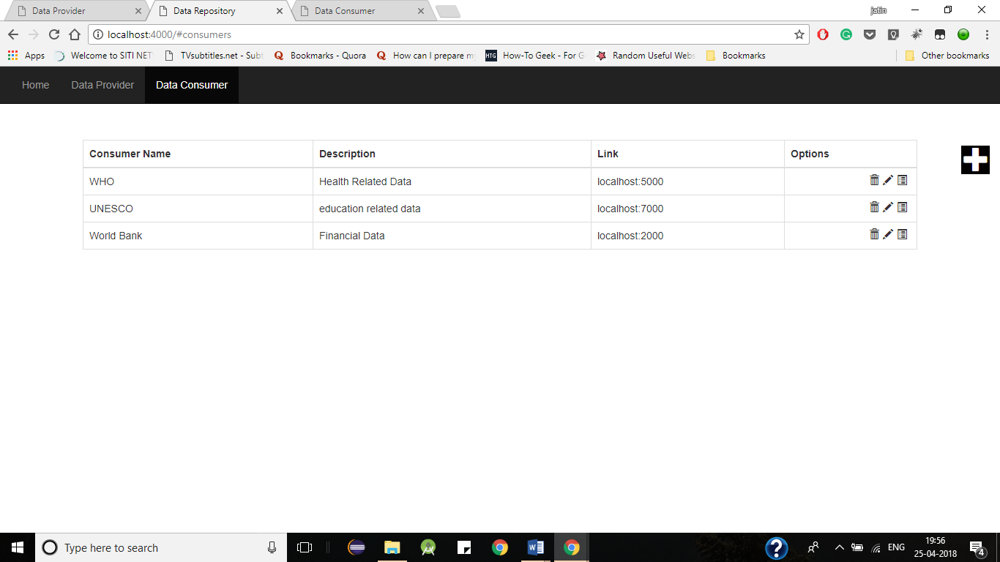 Data Provider
Data Repository
Data Consumer
jatin
localhost:4000/#consumers
Apps
Welcome to SITI NET
TVsubtitles.net - Subt
Q Bookmarks - Quora
Q How can I prepare m
HTG How-To Geek - For G
Random Useful Webs
Bookmarks
Other bookmarks
Home Data Provider Data Consumer
Consumer Name Description Link Options
WHO Health Related Data localhost:5000
UNESCO education related data localhost:7000
World Bank Financial Data localhost:2000
Type here to search
ENG
19:56
25-04-2018
4